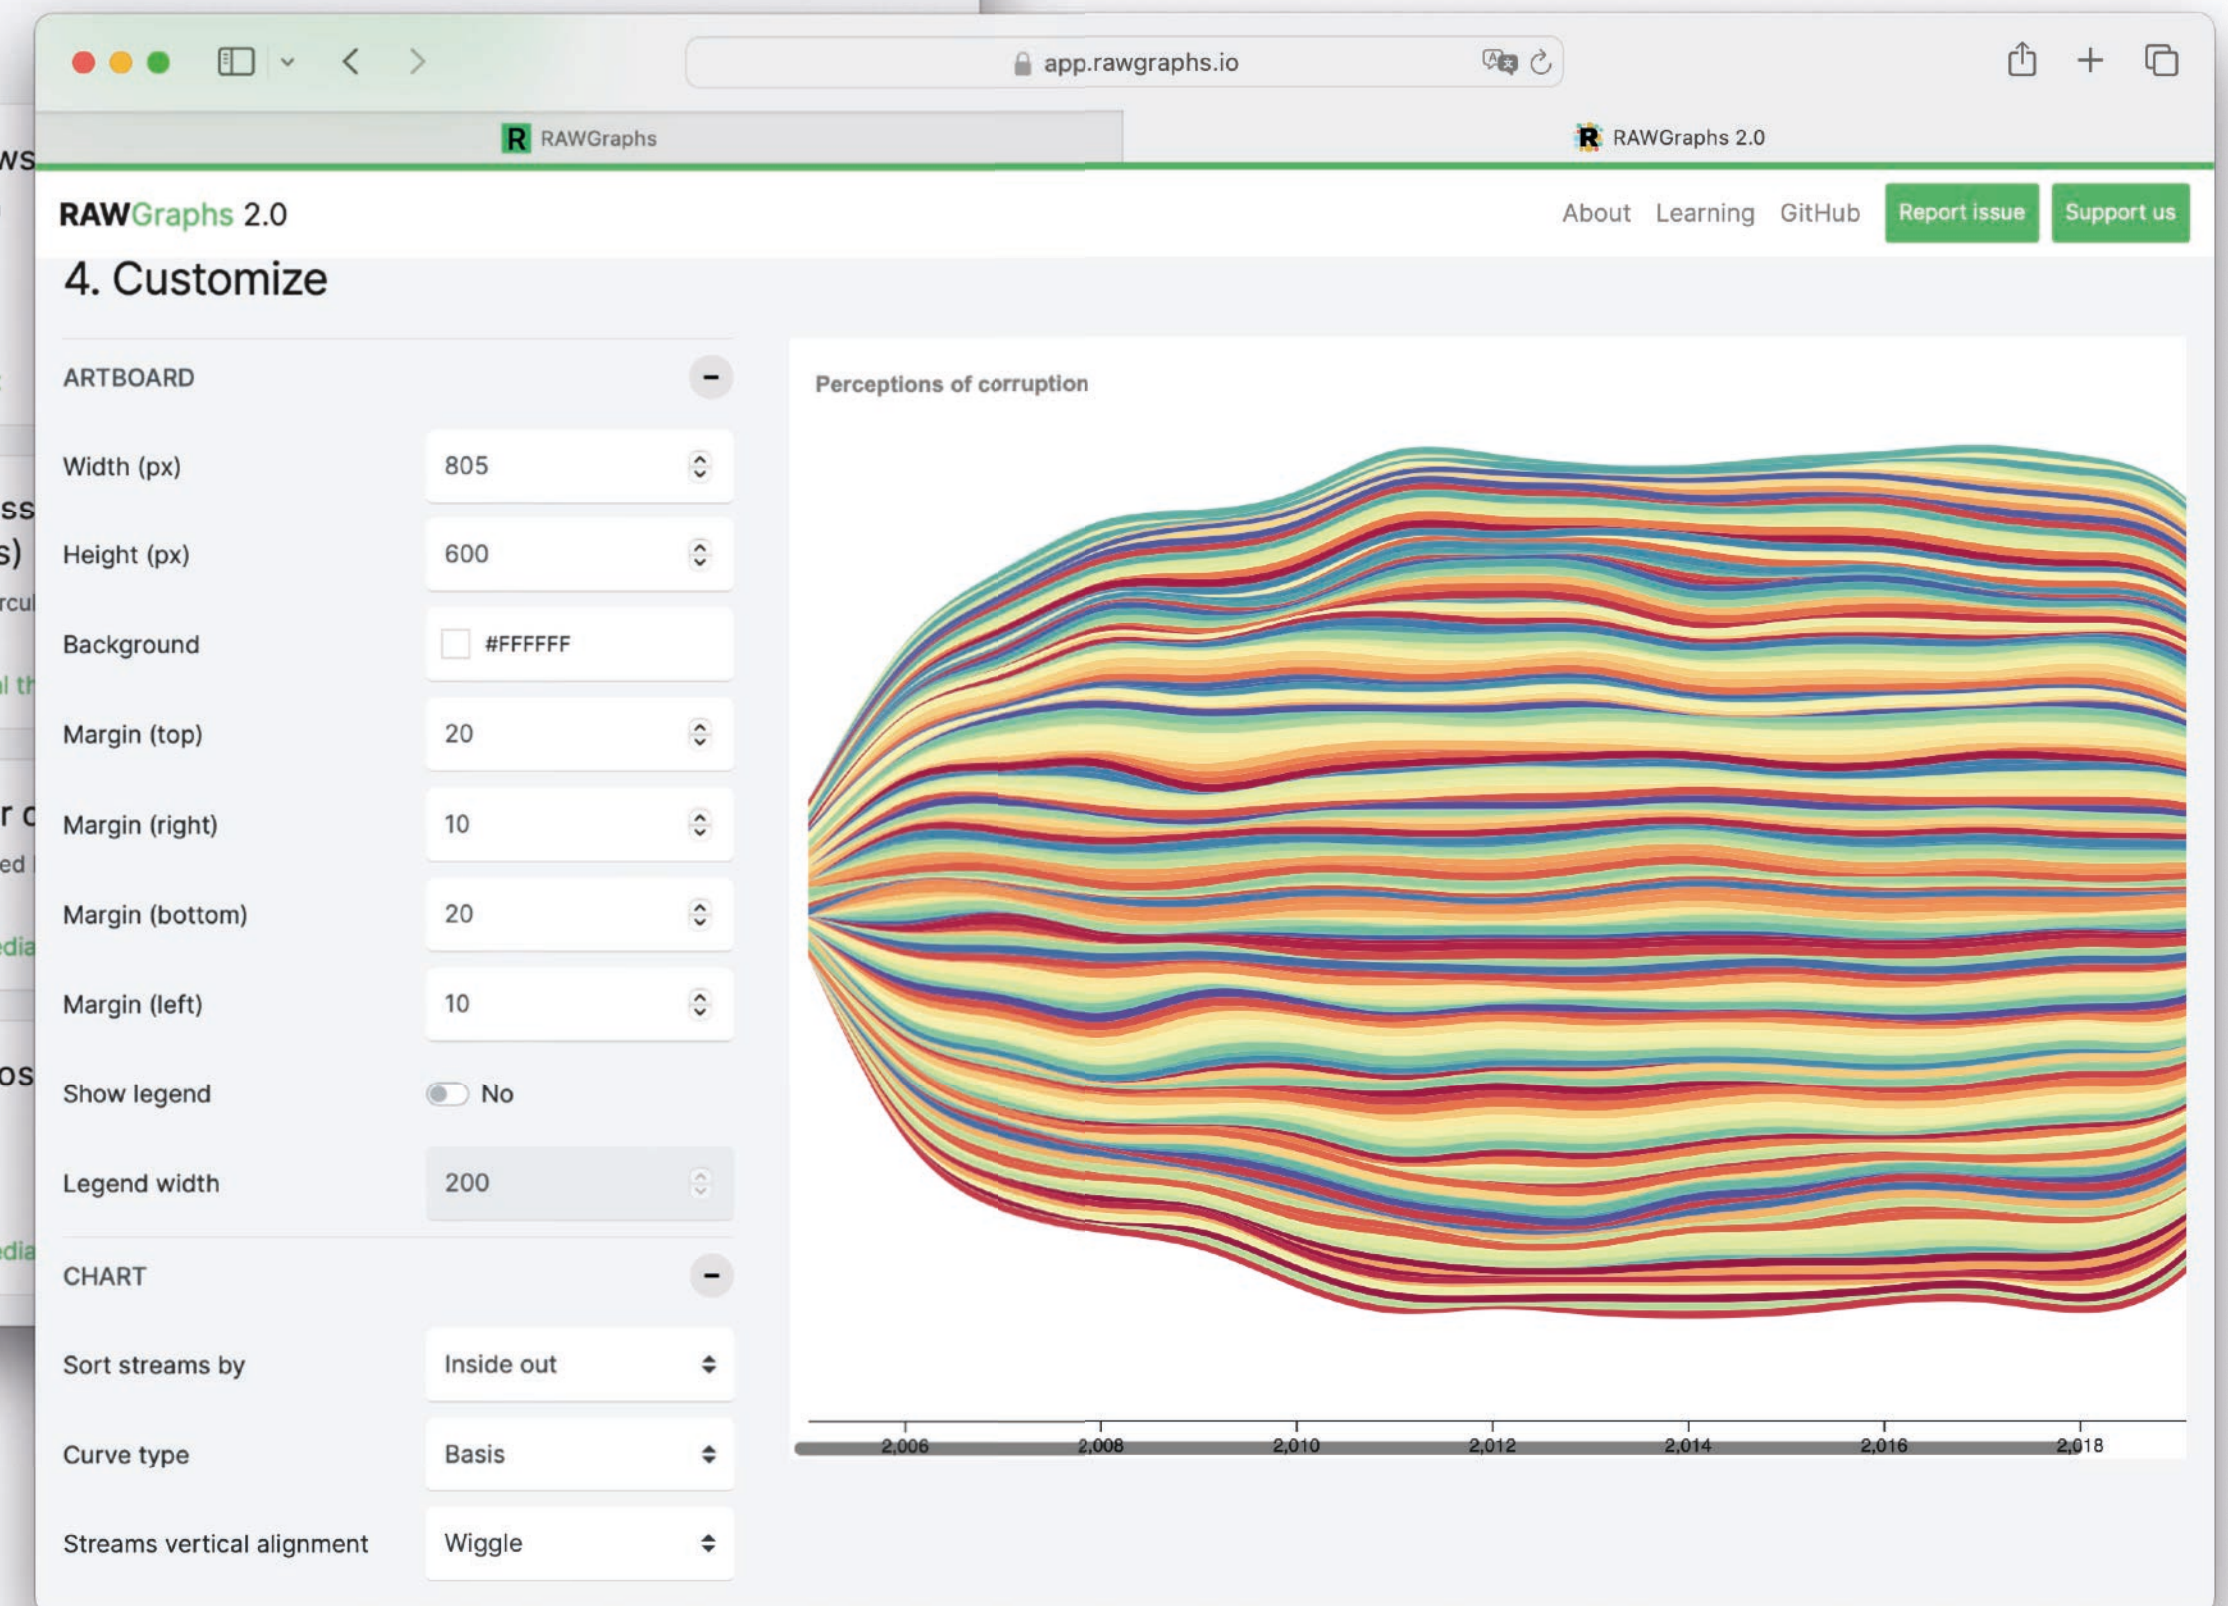 app.rawgraphs.io
RAWGraphs
RAWGraphs 2.0
RAWGraphs 2.0
About Learning GitHub Report issue Support us
4. Customize
ARTBOARD
Width (px) 805
Height (px) 600
Background #FFFFFF
Margin (top) 20
Margin (right) 10
Margin (bottom) 20
Margin (left) 10
Show legend No
Legend width 200
CHART
Sort streams by Inside out
Curve type Basis
Streams vertical alignment Wiggle
Perceptions of corruption
2,006 2,008 2,010 2,012 2,014 2,016 2,018